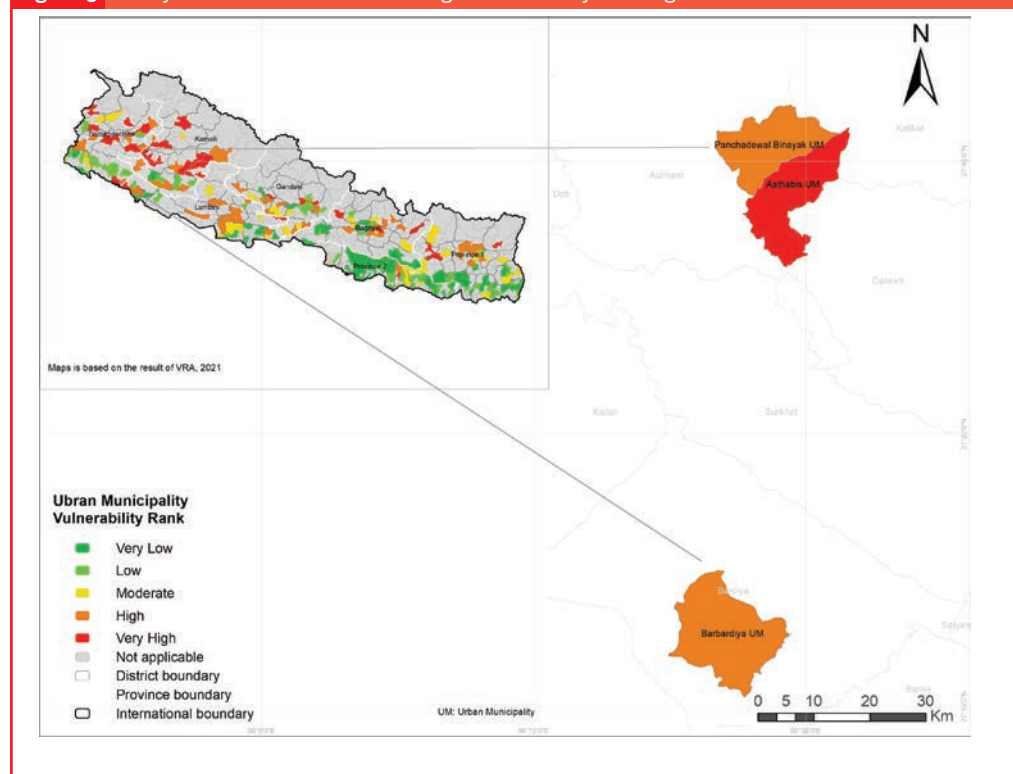 N
Karnali
Gandaki
Lumbini
Bagmati
Province 2
Province 1
Maps is based on the result of VRA, 2021
Panchadewal Binayak UM
Aathabis UM
Kalikot
Achham
Doti
Dailekh
Kailali
Surkhet
Bardiya
Barbardiya UM
Banke
Ubran Municipality
Vulnerability Rank
Very Low
Low
Moderate
High
Very High
Not applicable
District boundary
Province boundary
International boundary
UM: Urban Municipality
0 5 10 20 30
Km